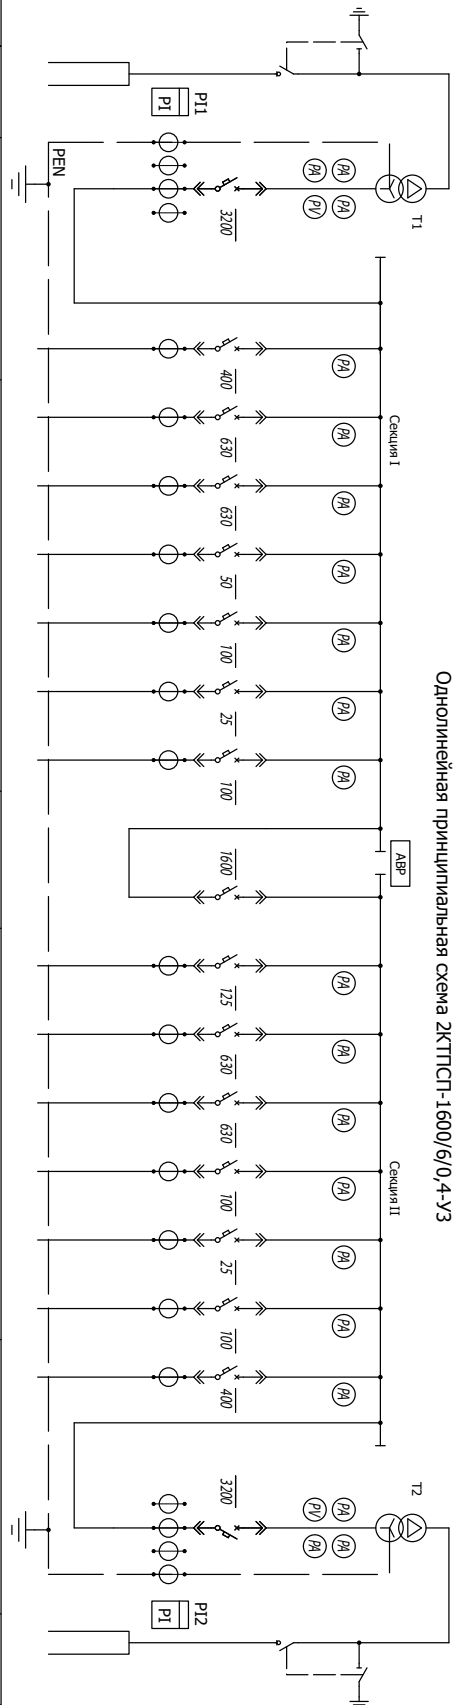 Однолинейная принципиальная схема 2КТПСП-1600/6/0,4-У3
T1
PA
PA
PA
PV
3200
PI1
PI
PEN
Секция I
PA
400
PA
630
PA
630
PA
50
PA
100
PA
25
PA
100
АВР
1600
Секция II
PA
125
PA
630
PA
630
PA
100
PA
25
PA
100
PA
400
T2
PA
PV
PA
PA
3200
PI2
PI